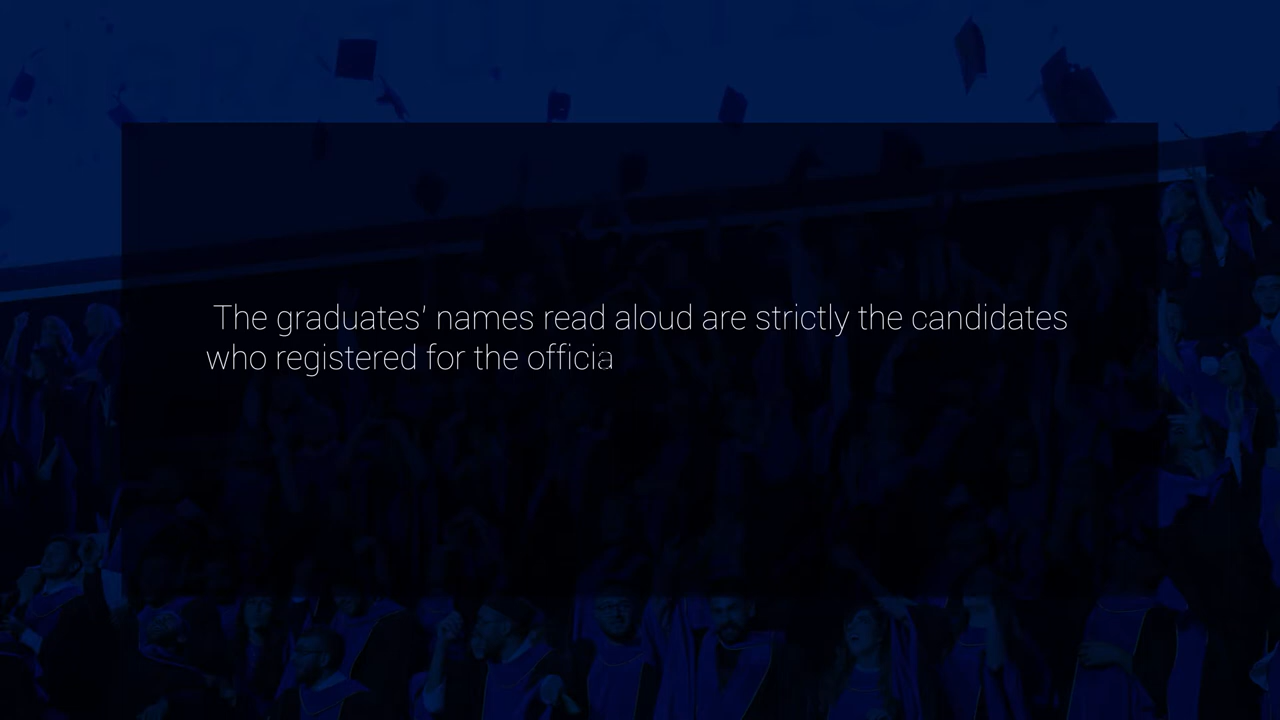 The graduates’ names read aloud are strictly the candidates
who registered for the officia